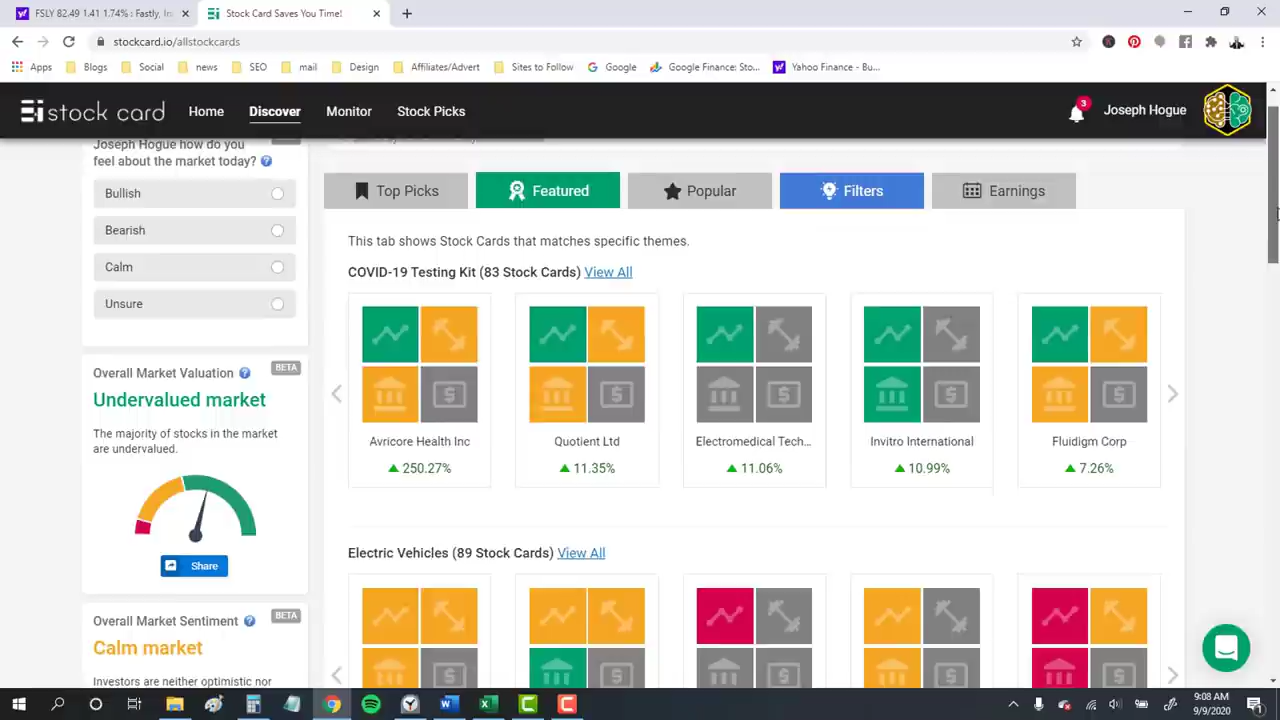 FSLY 82.49 1.41 1.74% : Fastly, In
Stock Card Saves You Time!
stockcard.io/allstockcards
Apps
Blogs
Social
news
SEO
mail
Design
Affiliates/Advert
Sites to Follow
Google
Google Finance: Sto...
Yahoo Finance - Bu...
stock card
Home
Discover
Monitor
Stock Picks
3
Joseph Hogue
Joseph Hogue how do you
feel about the market today?
Bullish
Bearish
Calm
Unsure
Overall Market Valuation
BETA
Undervalued market
The majority of stocks in the market
are undervalued.
Share
Overall Market Sentiment
BETA
Calm market
Investors are neither optimistic nor
Top Picks
Featured
Popular
Filters
Earnings
This tab shows Stock Cards that matches specific themes.
COVID-19 Testing Kit (83 Stock Cards) View All
Avricore Health Inc
250.27%
Quotient Ltd
11.35%
Electromedical Tech...
11.06%
Invitro International
10.99%
Fluidigm Corp
7.26%
Electric Vehicles (89 Stock Cards) View All
9:08 AM
9/9/2020